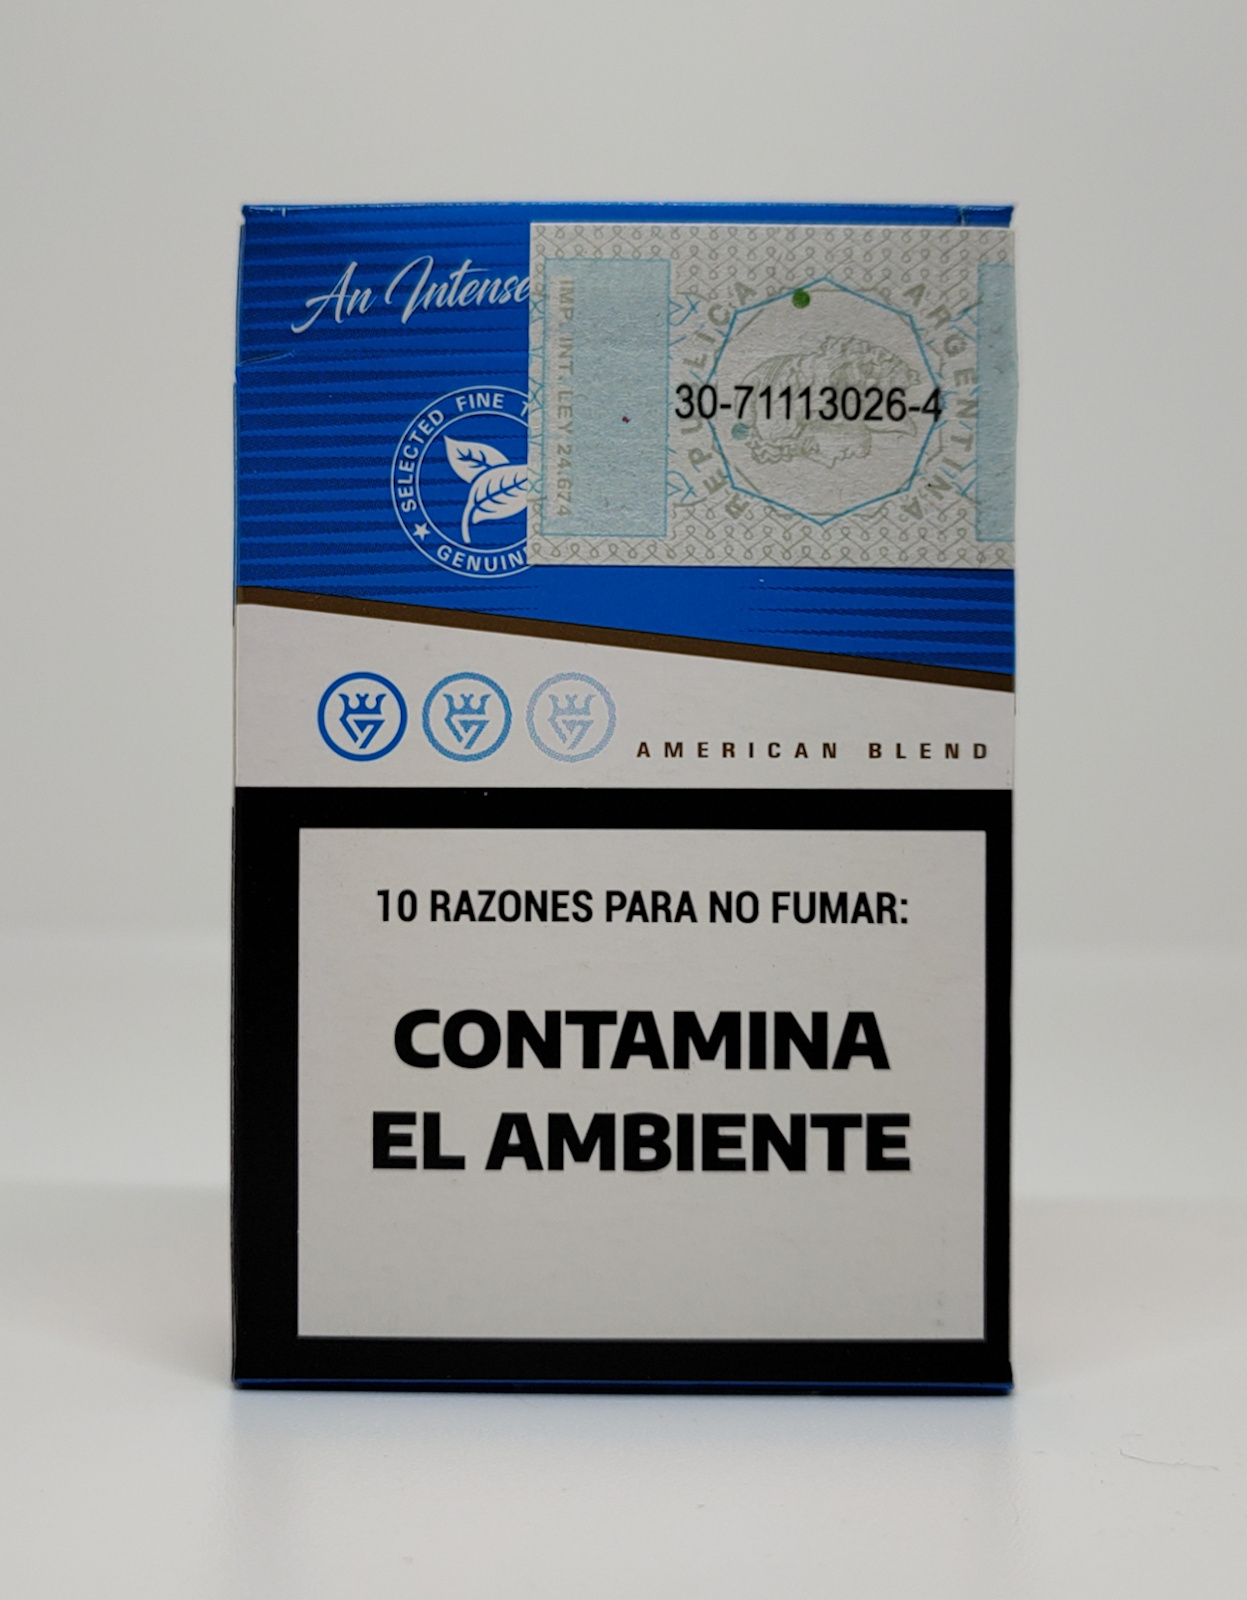 An Intense
SELECTED FINE
GENUIN
IMP. INT. LEY 24.674
REPUBLICA ARGENTINA
30-71113026-4
AMERICAN BLEND
10 RAZONES PARA NO FUMAR:
CONTAMINA
EL AMBIENTE